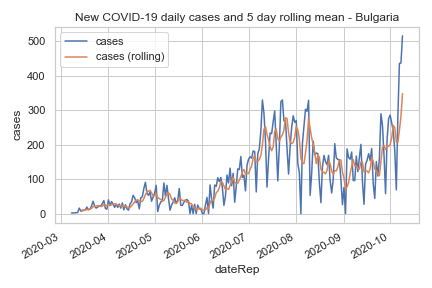 New COVID-19 daily cases and 5 day rolling mean - Bulgaria
cases
cases (rolling)
500
400
300
200
100
0
cases
2020-03
2020-04
2020-05
2020-06
2020-07
2020-08
2020-09
2020-10
dateRep